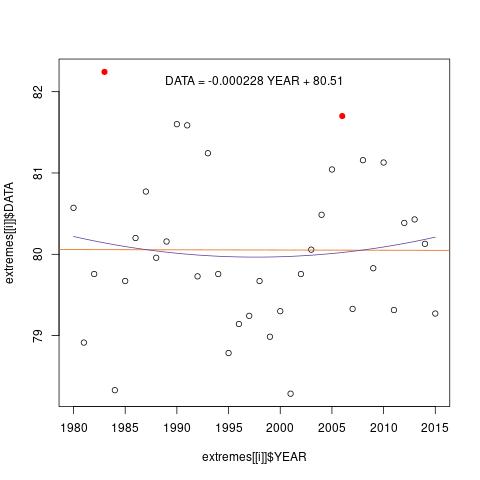 DATA = -0.000228 YEAR + 80.51
82
81
80
79
extremes[[i]]$DATA
1980 1985 1990 1995 2000 2005 2010 2015
extremes[[i]]$YEAR